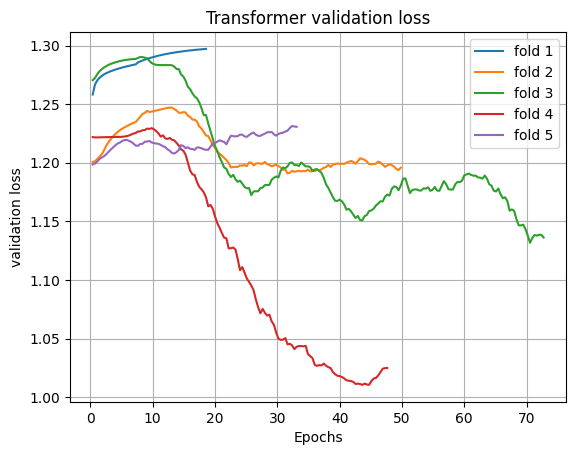 Transformer validation loss
validation loss
1.30
1.25
1.20
1.15
1.10
1.05
1.00
fold 1
fold 2
fold 3
fold 4
fold 5
0 10 20 30 40 50 60 70
Epochs